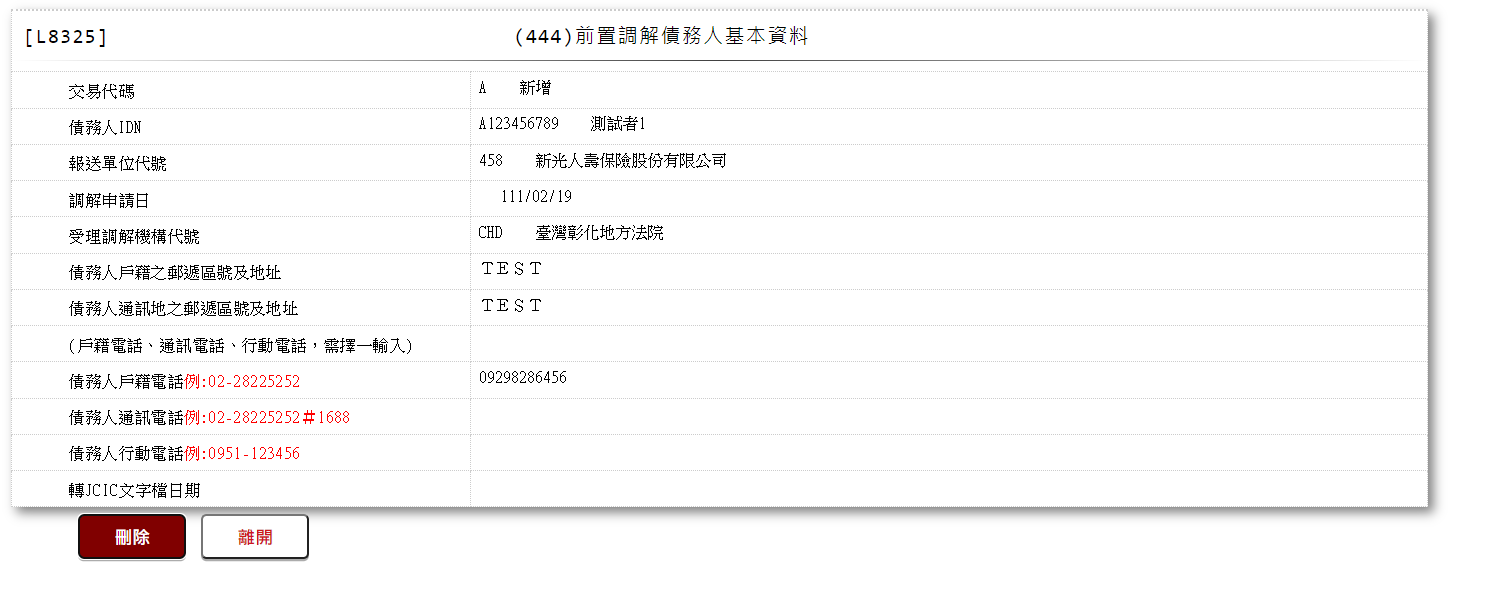 [L8325] (444)前置調解債務人基本資料
交易代碼 A 新增
債務人IDN A123456789 測試者1
報送單位代號 458 新光人壽保險股份有限公司
調解申請日 111/02/19
受理調解機構代號 CHD 臺灣彰化地方法院
債務人戶籍之郵遞區號及地址 ＴＥＳＴ
債務人通訊地之郵遞區號及地址 ＴＥＳＴ
(戶籍電話、通訊電話、行動電話，需擇一輸入)
債務人戶籍電話例:02-28225252 09298286456
債務人通訊電話例:02-28225252＃1688
債務人行動電話例:0951-123456
轉JCIC文字檔日期
刪除 離開